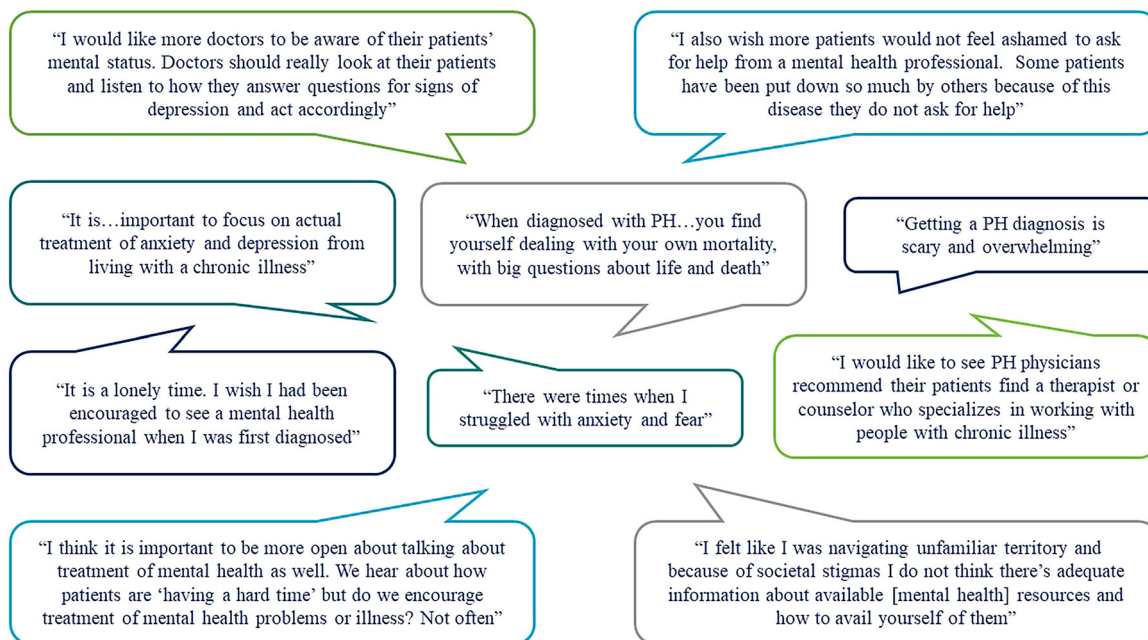 “I would like more doctors to be aware of their patients’
mental status. Doctors should really look at their patients
and listen to how they answer questions for signs of
depression and act accordingly”
“I also wish more patients would not feel ashamed to ask
for help from a mental health professional.  Some patients
have been put down so much by others because of this
disease they do not ask for help”
“It is…important to focus on actual
treatment of anxiety and depression from
living with a chronic illness”
“When diagnosed with PH…you find
yourself dealing with your own mortality,
with big questions about life and death”
“Getting a PH diagnosis is
scary and overwhelming”
“It is a lonely time. I wish I had been
encouraged to see a mental health
professional when I was first diagnosed”
“There were times when I
struggled with anxiety and fear”
“I would like to see PH physicians
recommend their patients find a therapist or
counselor who specializes in working with
people with chronic illness”
“I think it is important to be more open about talking about
treatment of mental health as well. We hear about how
patients are ‘having a hard time’ but do we encourage
treatment of mental health problems or illness? Not often”
“I felt like I was navigating unfamiliar territory and
because of societal stigmas I do not think there’s adequate
information about available [mental health] resources and
how to avail yourself of them”